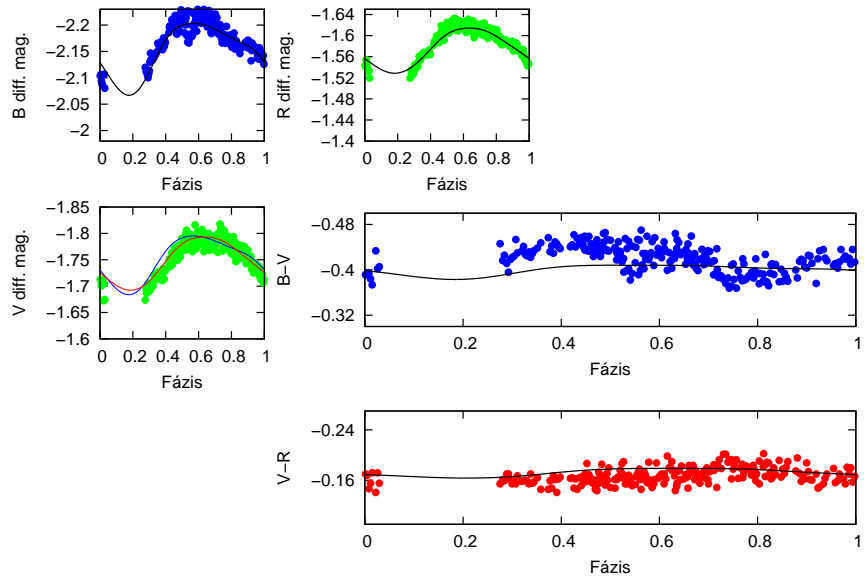 B diff. mag.
−2.2
−2.15
−2.1
−2.05
−2
0 0.2 0.4 0.6 0.8 1
Fázis
R diff. mag.
−1.64
−1.6
−1.56
−1.52
−1.48
−1.44
−1.4
0 0.2 0.4 0.6 0.8 1
Fázis
V diff. mag.
−1.85
−1.8
−1.75
−1.7
−1.65
−1.6
0 0.2 0.4 0.6 0.8 1
Fázis
B−V
−0.48
−0.4
−0.32
0 0.2 0.4 0.6 0.8 1
Fázis
V−R
−0.24
−0.16
0 0.2 0.4 0.6 0.8 1
Fázis